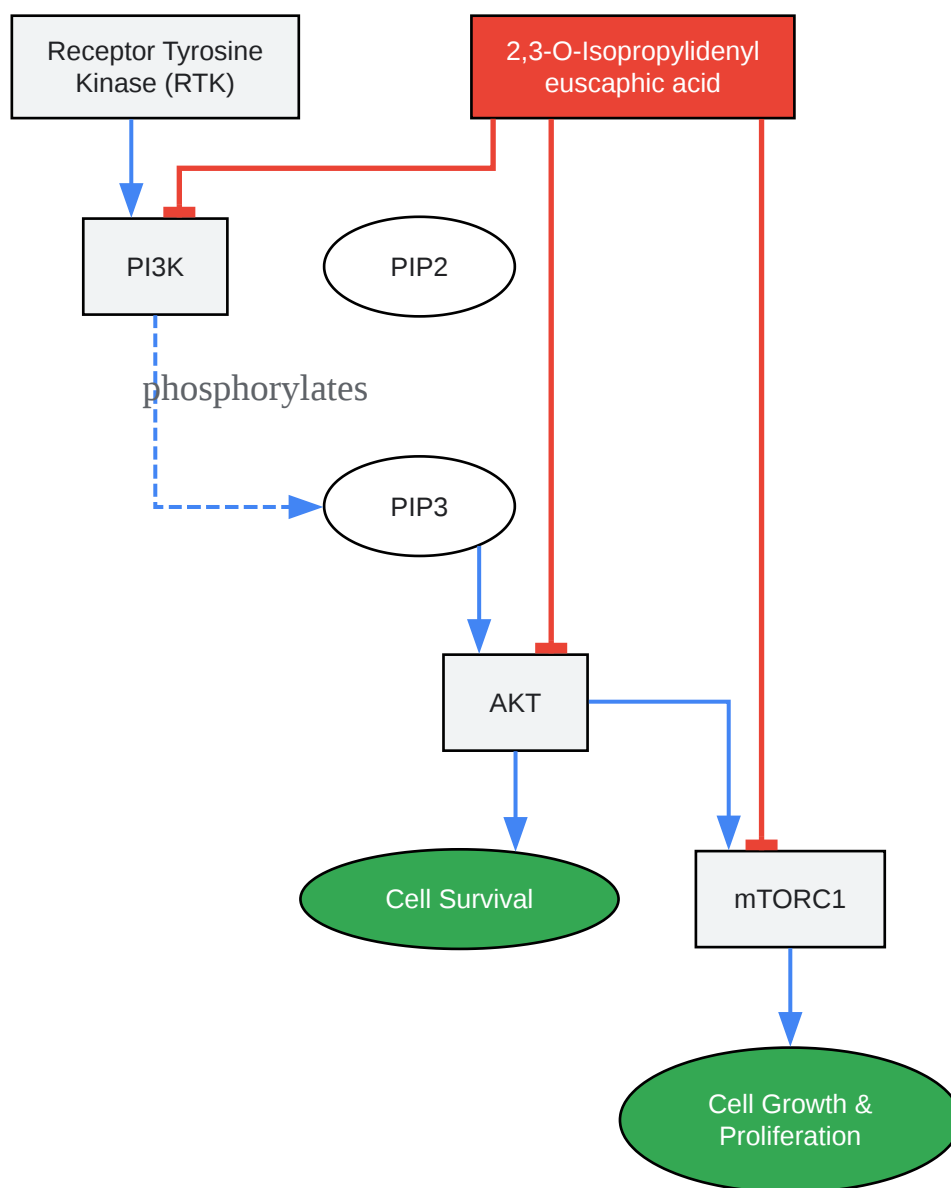 Receptor Tyrosine
Kinase (RTK)
2,3-O-Isopropylidenyl
euscaphic acid
PI3K
PIP2
phosphorylates
PIP3
AKT
Cell Survival
mTORC1
Cell Growth &
Proliferation